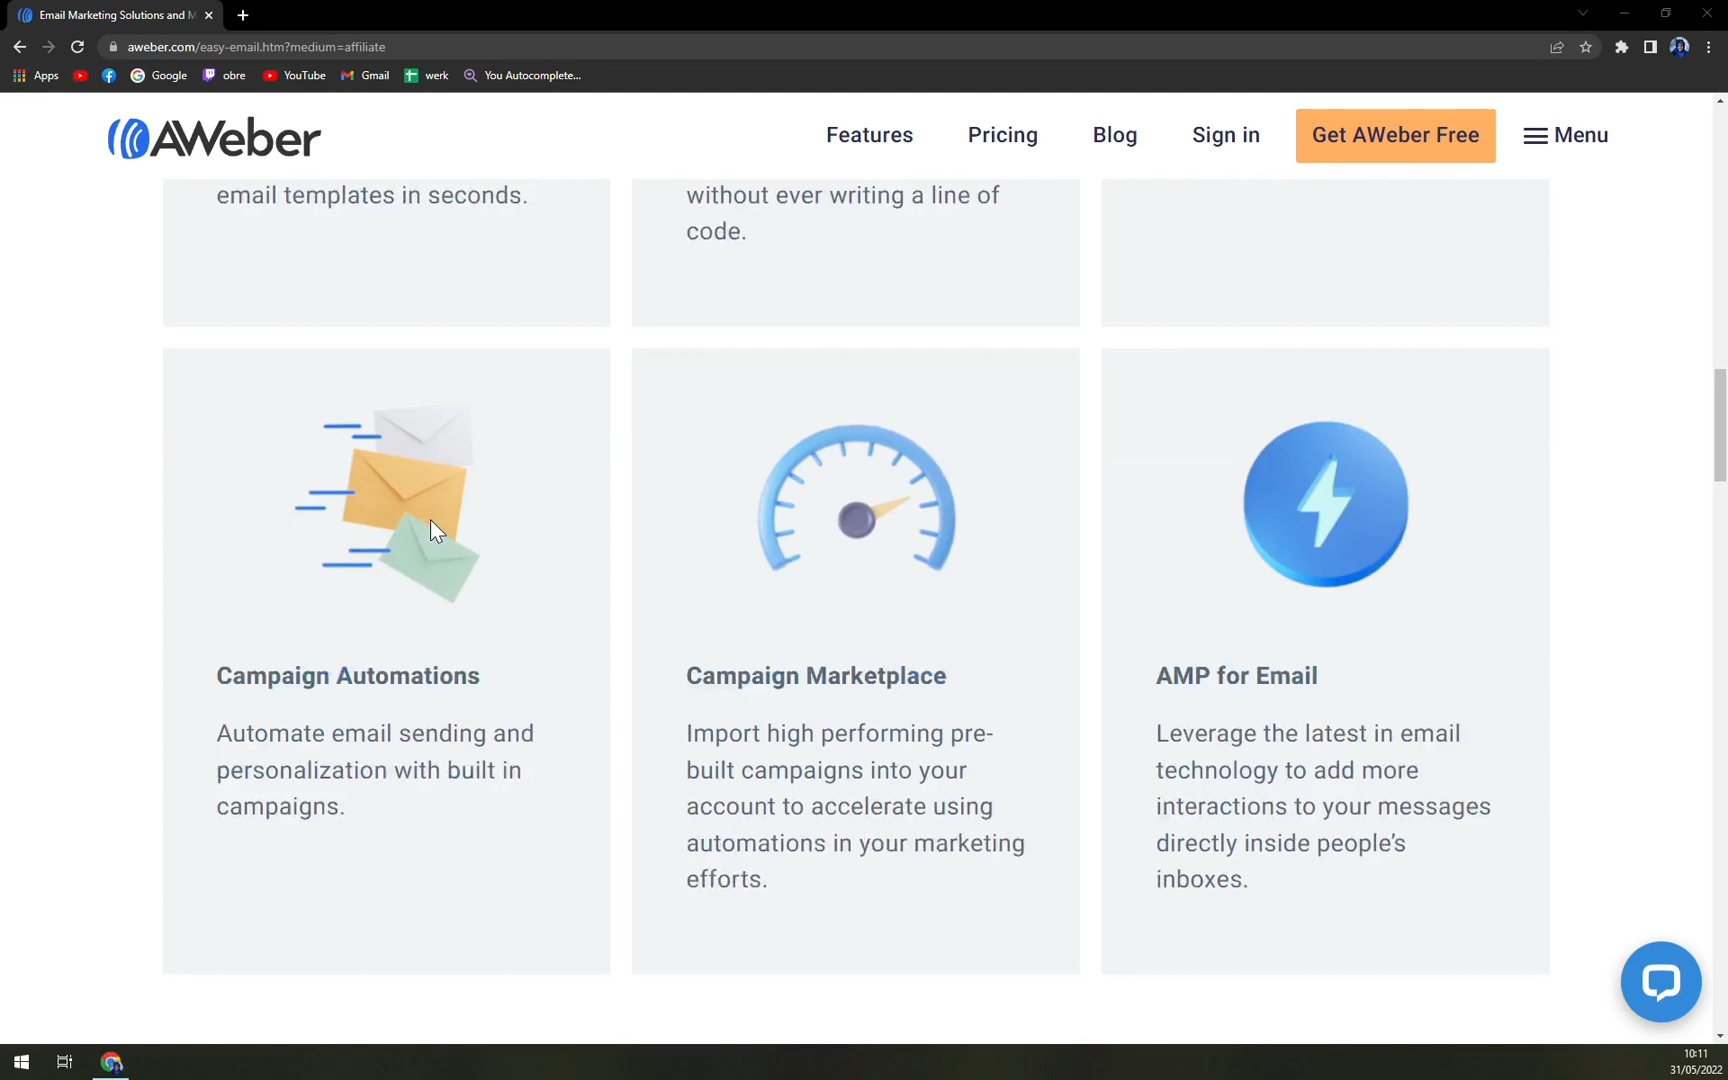 Email Marketing Solutions and M
aweber.com/easy-email.htm?medium=affiliate
Apps
Google
obre
YouTube
Gmail
werk
You Autocomplete...
AWeber
Features
Pricing
Blog
Sign in
Get AWeber Free
Menu
email templates in seconds.
without ever writing a line of
code.
Campaign Automations
Automate email sending and
personalization with built in
campaigns.
Campaign Marketplace
Import high performing pre-
built campaigns into your
account to accelerate using
automations in your marketing
efforts.
AMP for Email
Leverage the latest in email
technology to add more
interactions to your messages
directly inside people’s
inboxes.
10:11
31/05/2022